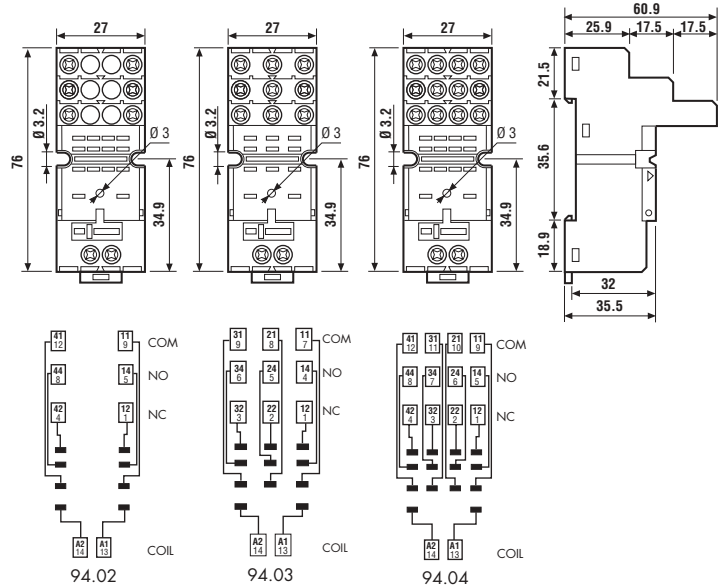 27
27
27
60.9
25.9 17.5 17.5
76
Ø 3.2
Ø 3
34.9
76
Ø 3.2
Ø 3
34.9
76
Ø 3.2
Ø 3
34.9
21.5
35.6
18.9
32
35.5
41 11 COM
12 9
44 14 NO
8 5
42 12 NC
4 1
A2 A1 COIL
14 13
94.02
31 21 11 COM
9 8 7
34 24 14 NO
6 5 4
32 22 12 NC
3 2 1
A2 A1 COIL
14 13
94.03
41 31 21 11 COM
12 11 10 9
44 34 24 14 NO
8 7 6 5
42 32 22 12 NC
4 3 2 1
A2 A1 COIL
14 13
94.04